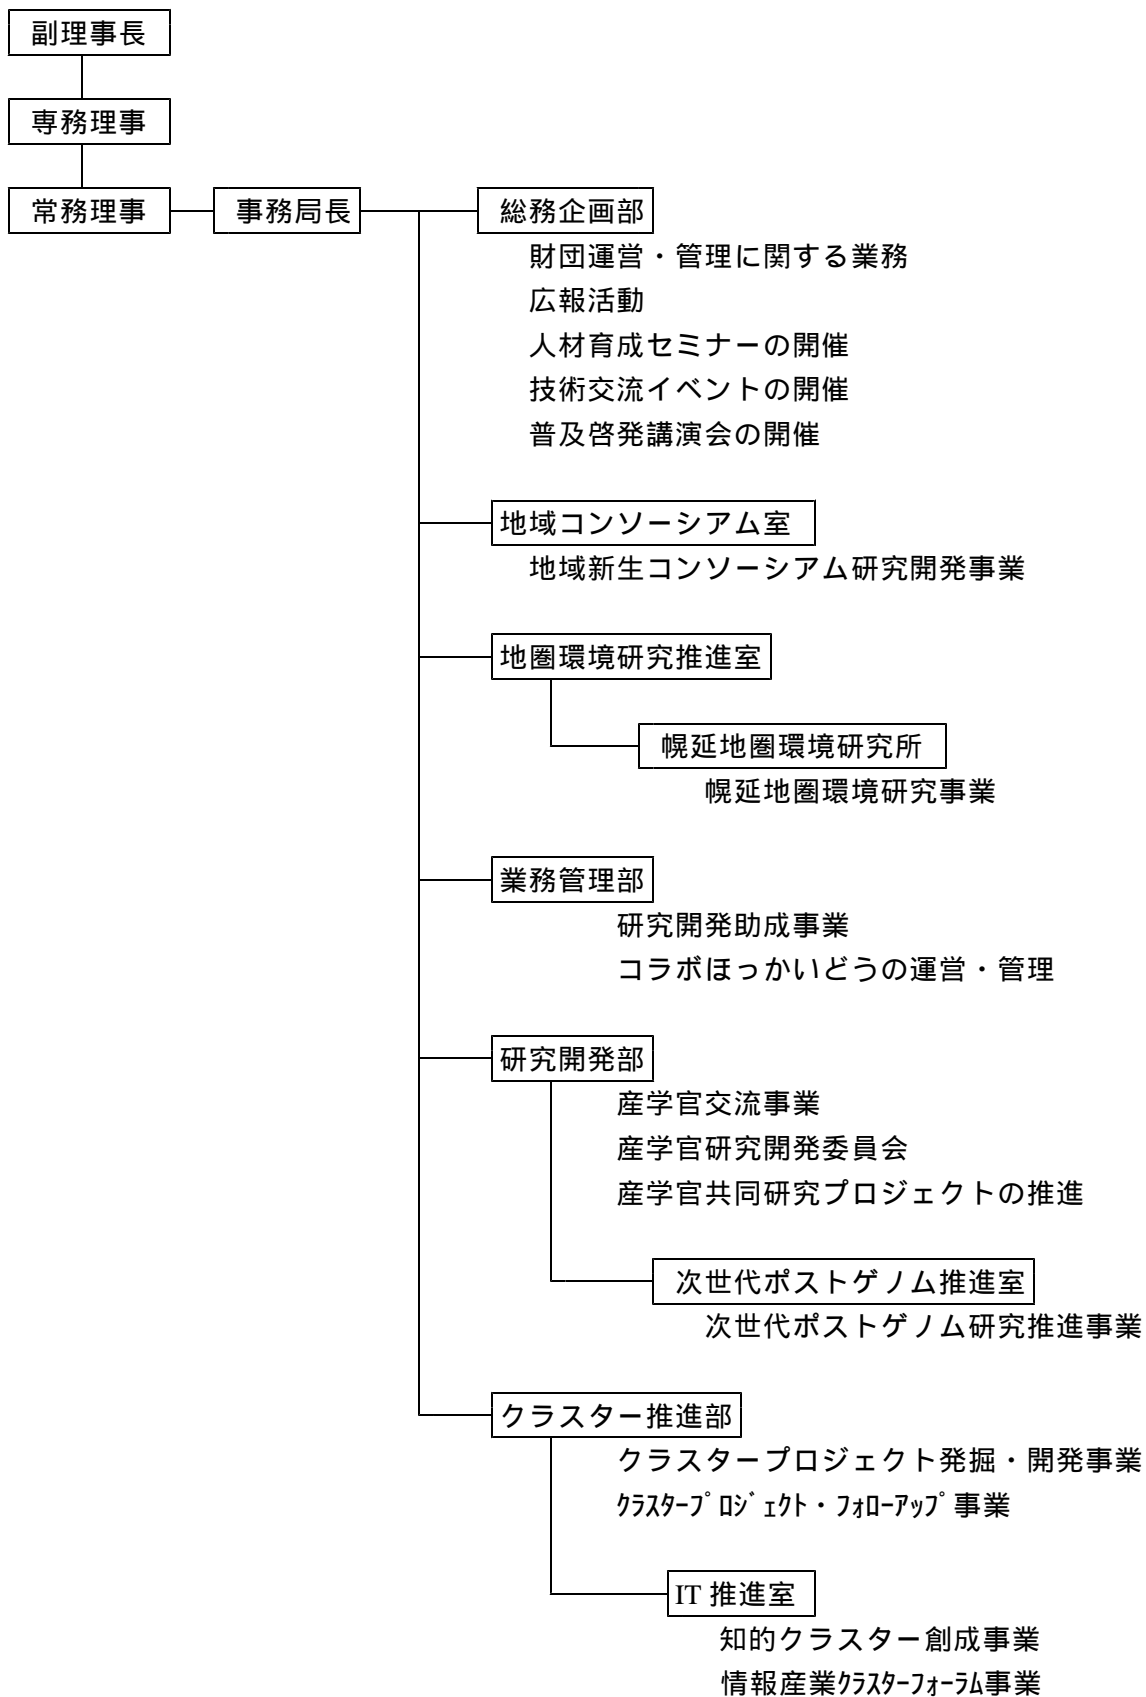 副理事長
専務理事
常務理事 事務局長 総務企画部
財団運営・管理に関する業務
広報活動
人材育成セミナーの開催
技術交流イベントの開催
普及啓発講演会の開催
地域コンソーシアム室
地域新生コンソーシアム研究開発事業
地圏環境研究推進室
幌延地圏環境研究所
幌延地圏環境研究事業
業務管理部
研究開発助成事業
コラボほっかいどうの運営・管理
研究開発部
産学官交流事業
産学官研究開発委員会
産学官共同研究プロジェクトの推進
次世代ポストゲノム推進室
次世代ポストゲノム研究推進事業
クラスター推進部
クラスタープロジェクト発掘・開発事業
ｸﾗｽﾀｰﾌﾟﾛｼﾞｪｸﾄ・ﾌｫﾛｰｱｯﾌﾟ事業
IT 推進室
知的クラスター創成事業
情報産業ｸﾗｽﾀｰﾌｫｰﾗﾑ事業